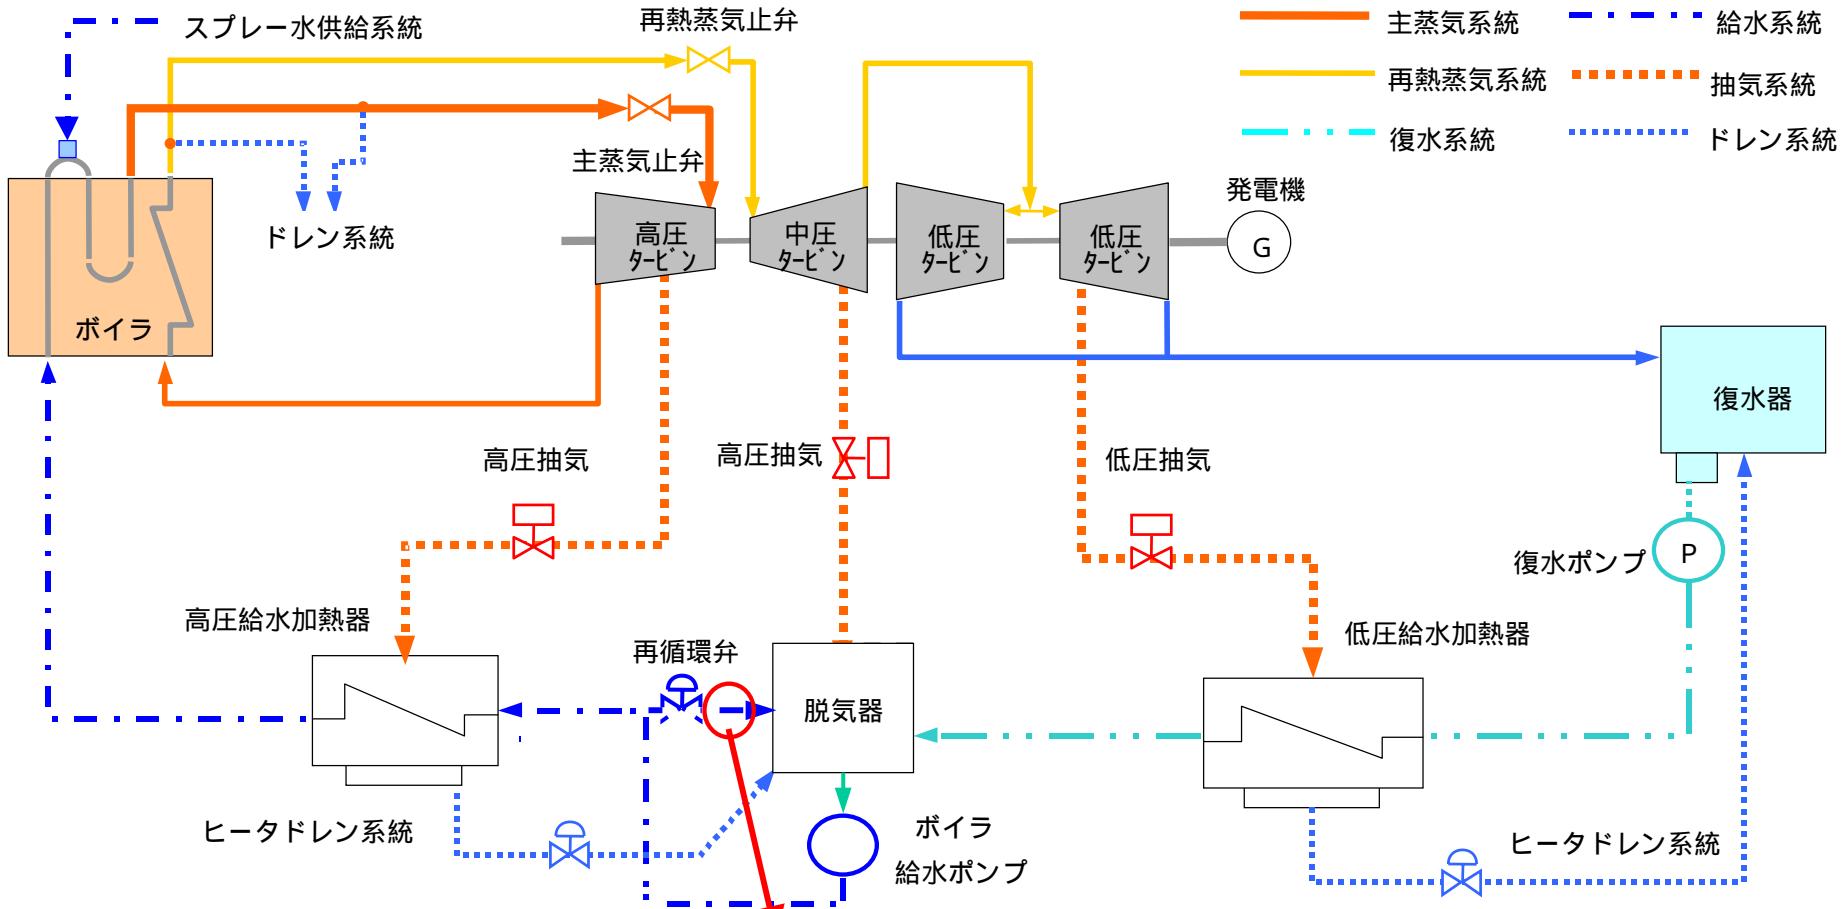 スプレー水供給系統
再熱蒸気止弁
主蒸気系統
給水系統
再熱蒸気系統
抽気系統
復水系統
ドレン系統
主蒸気止弁
発電機
ドレン系統
高圧
ﾀｰﾋﾞﾝ
中圧
ﾀｰﾋﾞﾝ
低圧
ﾀｰﾋﾞﾝ
低圧
ﾀｰﾋﾞﾝ
G
ボイラ
復水器
高圧抽気
高圧抽気
低圧抽気
復水ポンプ
P
高圧給水加熱器
再循環弁
低圧給水加熱器
脱気器
ヒータドレン系統
ボイラ
給水ポンプ
ヒータドレン系統